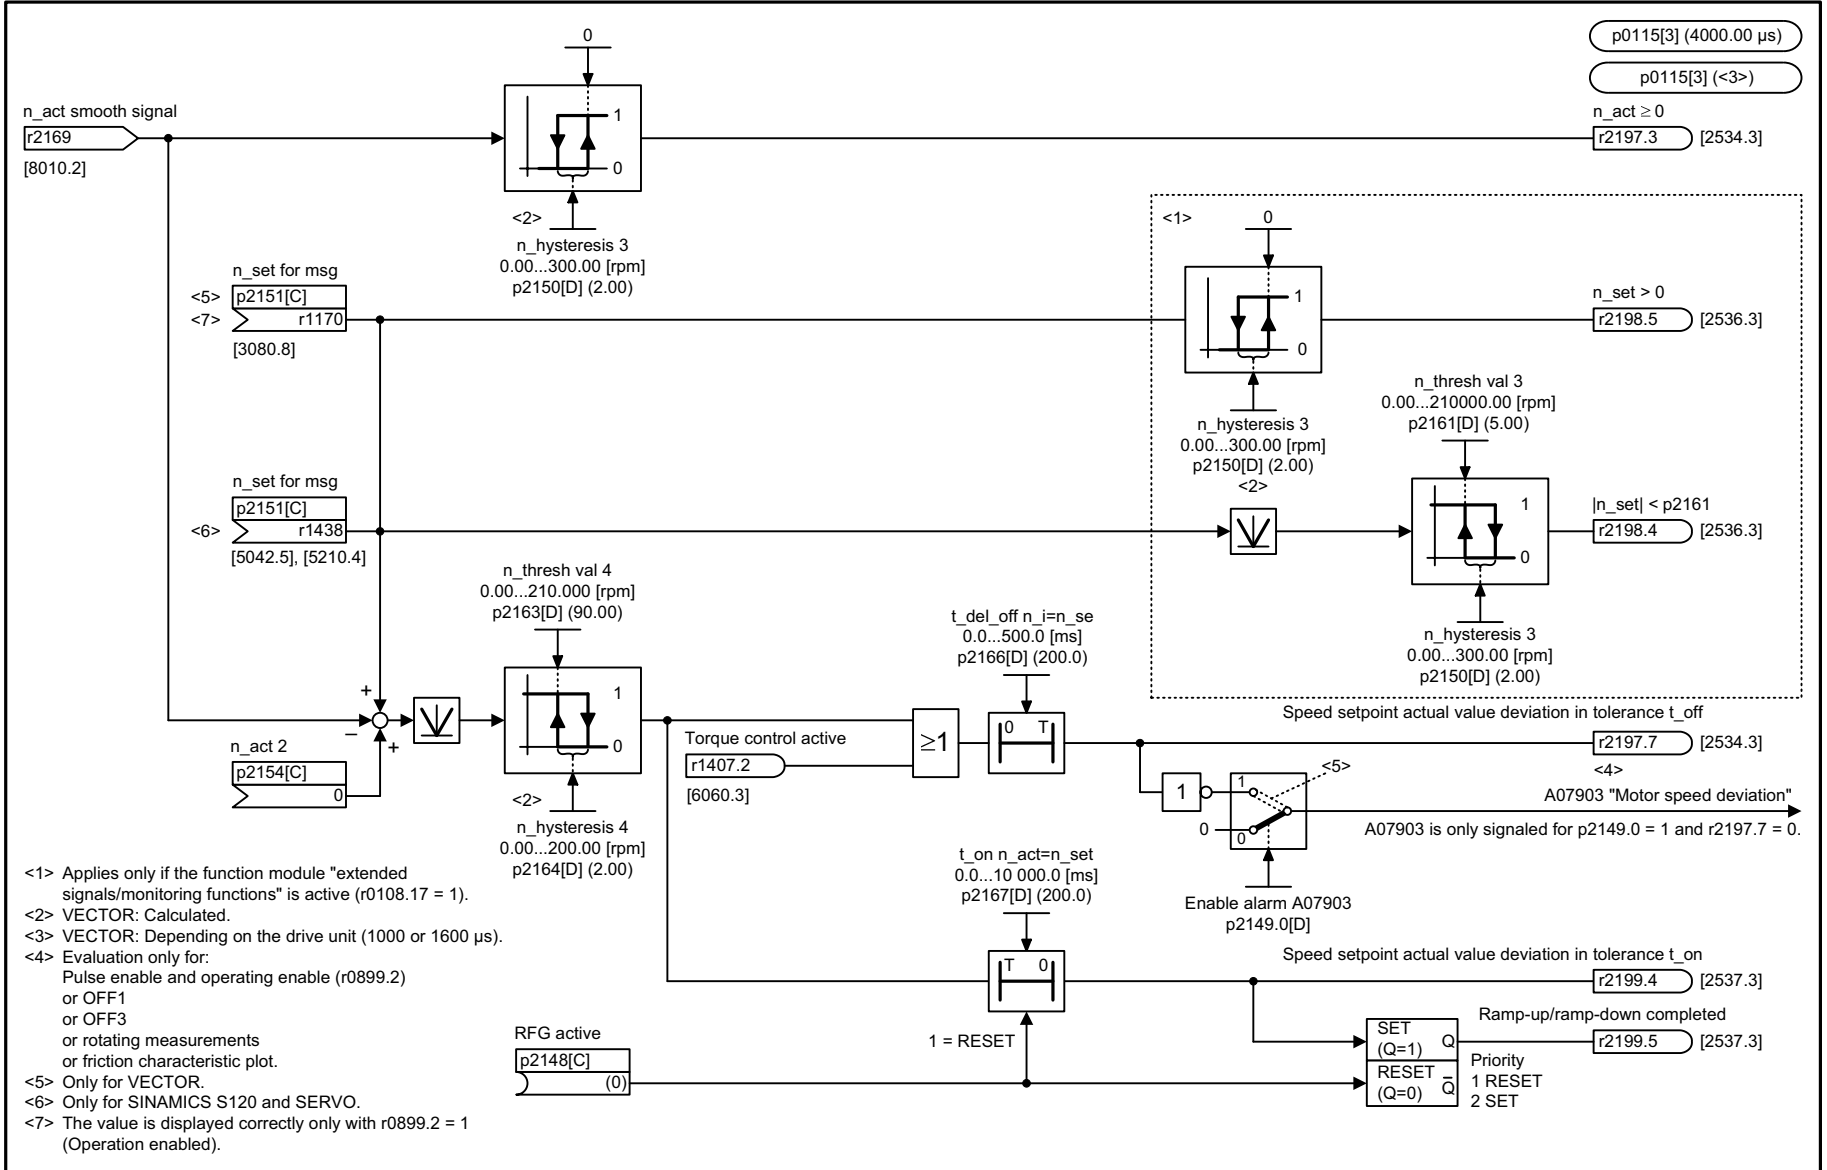 0
p0115[3] (4000.00 µs)
p0115[3] (<3>)
n_act smooth signal
r2169
[8010.2]
1
0
n_act ≥ 0
r2197.3
[2534.3]
<2>
n_hysteresis 3
0.00...300.00 [rpm]
p2150[D] (2.00)
<1>
0
n_set for msg
<5>
p2151[C]
<7>
r1170
[3080.8]
1
0
n_set > 0
r2198.5
[2536.3]
n_hysteresis 3
0.00...300.00 [rpm]
p2150[D] (2.00)
<2>
n_thresh val 3
0.00...210000.00 [rpm]
p2161[D] (5.00)
n_set for msg
p2151[C]
<6>
r1438
[5042.5], [5210.4]
1
0
|n_set| < p2161
r2198.4
[2536.3]
n_hysteresis 3
0.00...300.00 [rpm]
p2150[D] (2.00)
n_thresh val 4
0.00...210.000 [rpm]
p2163[D] (90.00)
t_del_off n_i=n_se
0.0...500.0 [ms]
p2166[D] (200.0)
+
–
+
1
0
n_act 2
p2154[C]
0
<2>
n_hysteresis 4
0.00...200.00 [rpm]
p2164[D] (2.00)
Torque control active
r1407.2
[6060.3]
≥1
0 T
Speed setpoint actual value deviation in tolerance t_off
r2197.7
[2534.3]
<4>
1
1
0
0
<5>
A07903 "Motor speed deviation"
A07903 is only signaled for p2149.0 = 1 and r2197.7 = 0.
Enable alarm A07903
p2149.0[D]
t_on n_act=n_set
0.0...10 000.0 [ms]
p2167[D] (200.0)
T 0
Speed setpoint actual value deviation in tolerance t_on
r2199.4
[2537.3]
RFG active
p2148[C]
(0)
1 = RESET
SET
(Q=1)
Q
RESET
(Q=0)
Q̅
Ramp-up/ramp-down completed
r2199.5
[2537.3]
Priority
1 RESET
2 SET
<1> Applies only if the function module "extended
signals/monitoring functions" is active (r0108.17 = 1).
<2> VECTOR: Calculated.
<3> VECTOR: Depending on the drive unit (1000 or 1600 µs).
<4> Evaluation only for:
Pulse enable and operating enable (r0899.2)
or OFF1
or OFF3
or rotating measurements
or friction characteristic plot.
<5> Only for VECTOR.
<6> Only for SINAMICS S120 and SERVO.
<7> The value is displayed correctly only with r0899.2 = 1
(Operation enabled).